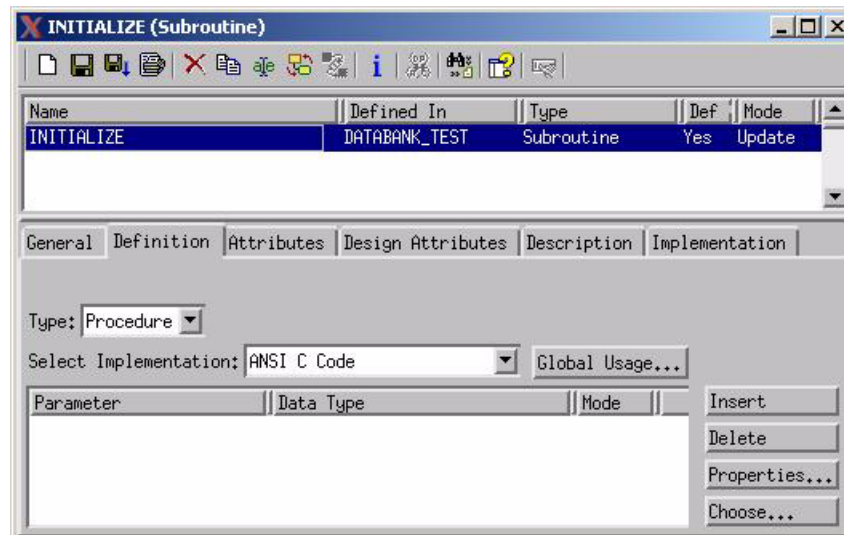 INITIALIZE (Subroutine)
Name Defined In Type Def Mode
INITIALIZE DATABANK_TEST Subroutine Yes Update
General Definition Attributes Design Attributes Description Implementation
Type: Procedure
Select Implementation: ANSI C Code Global Usage...
Parameter Data Type Mode
Insert
Delete
Properties...
Choose...